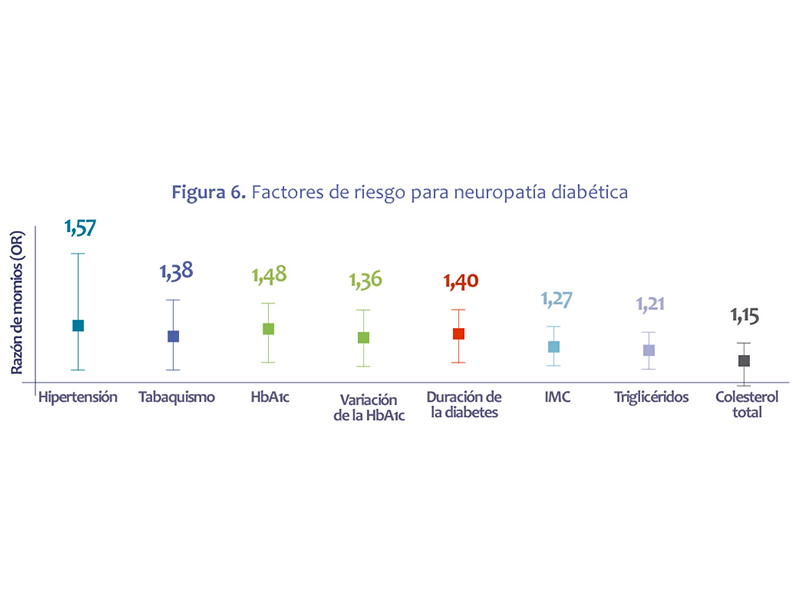 Figura 6. Factores de riesgo para neuropatía diabética
Razón de momios (OR)
1,57
1,38
1,48
1,36
1,40
1,27
1,21
1,15
Hipertensión
Tabaquismo
HbA1c
Variación
de la HbA1c
Duración de
la diabetes
IMC
Triglicéridos
Colesterol
total